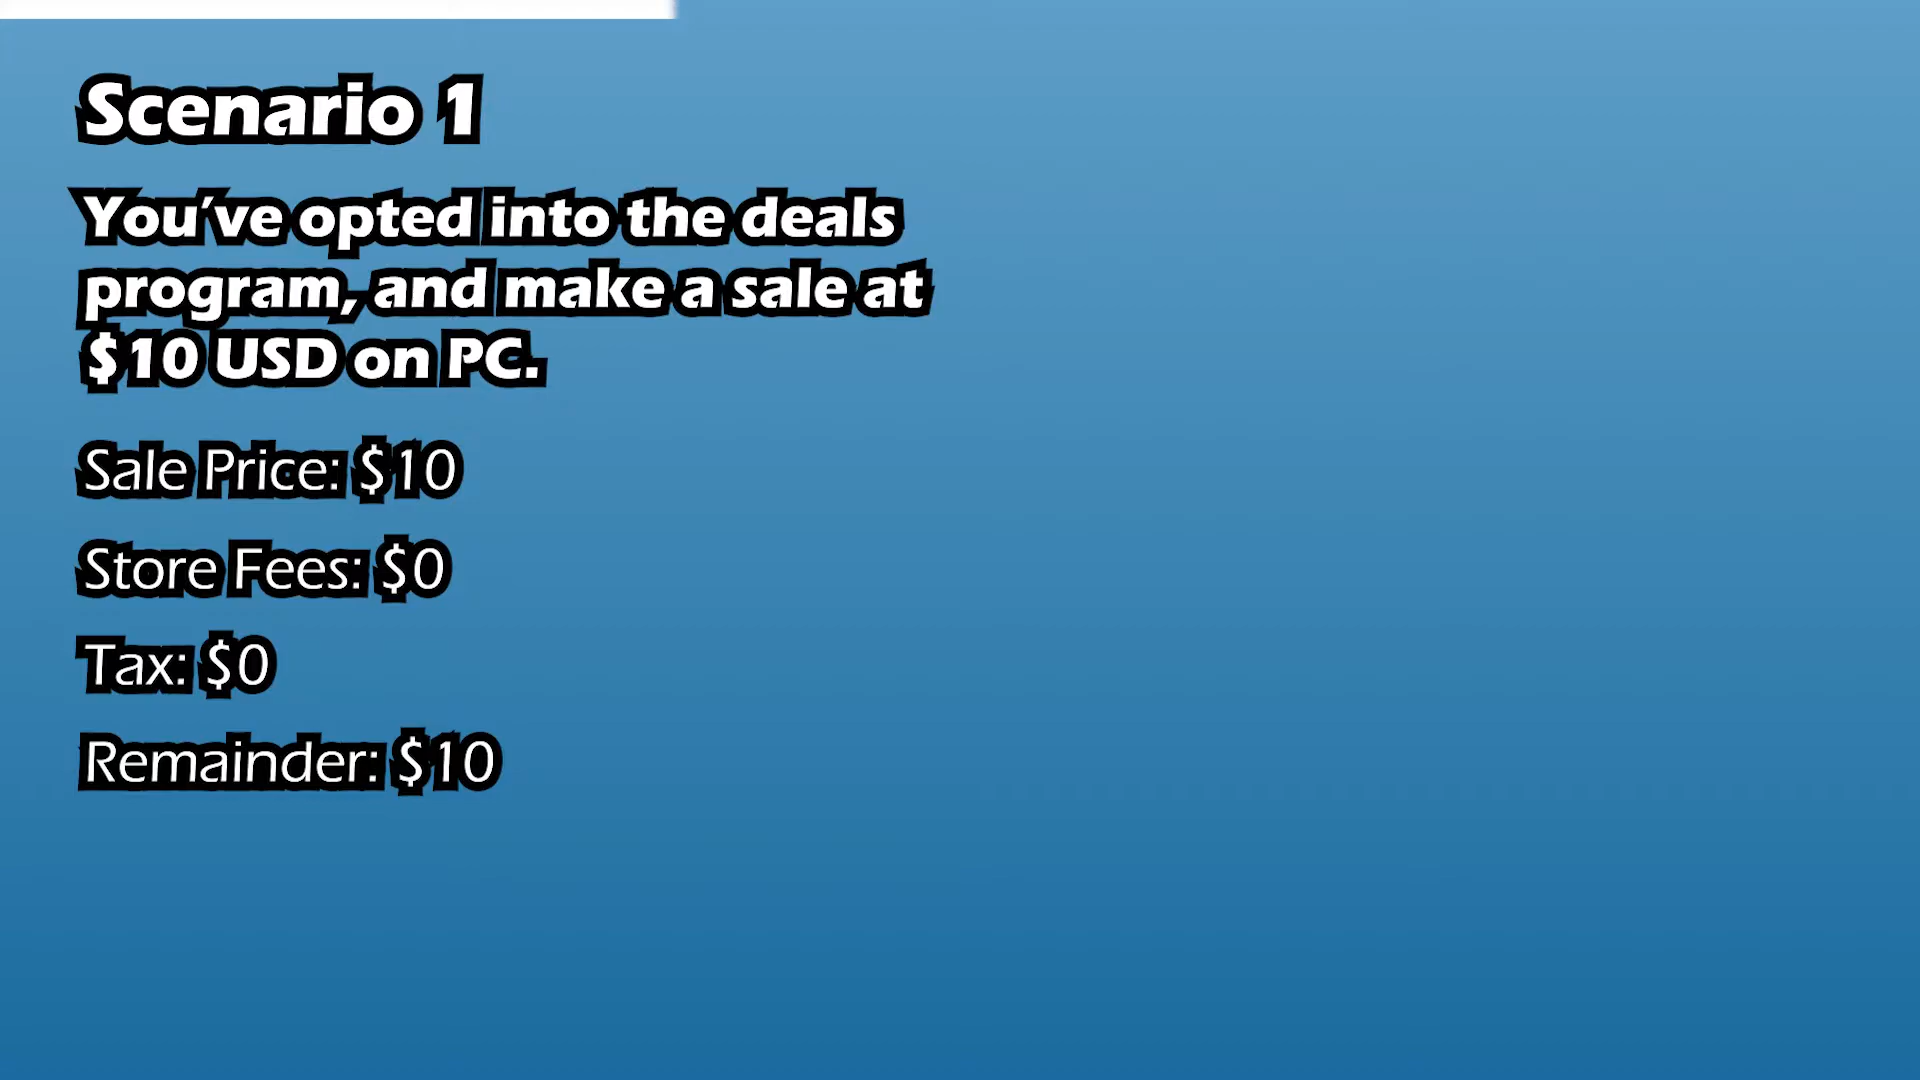 Scenario 1
You’ve opted into the deals
program, and make a sale at
$10 USD on PC.
Sale Price: $10
Store Fees: $0
Tax: $0
Remainder: $10